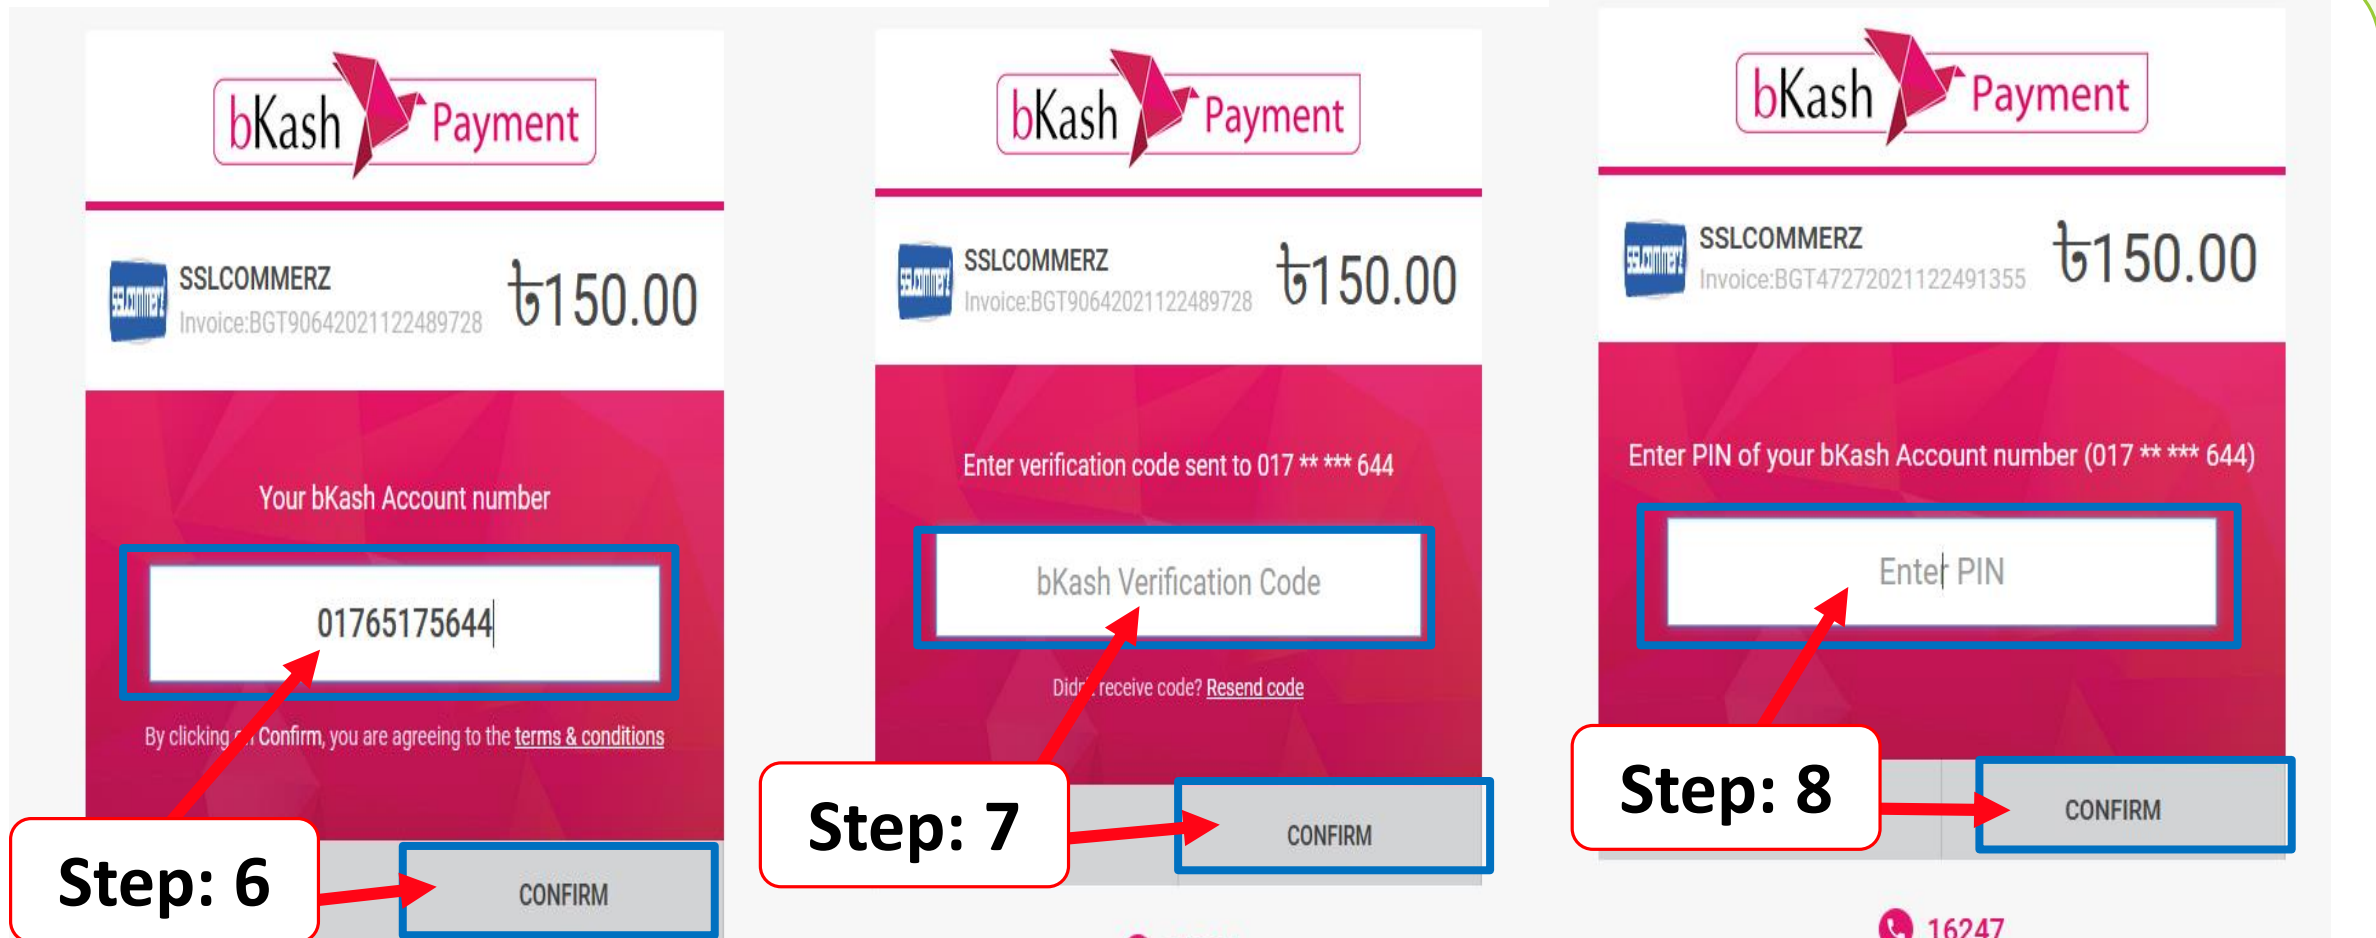 bKash Payment
SSLCOMMERZ
Invoice:BGT90642021122489728
৳150.00
Your bKash Account number
01765175644
By clicking on Confirm, you are agreeing to the terms & conditions
Step: 6
CONFIRM
bKash Payment
SSLCOMMERZ
Invoice:BGT90642021122489728
৳150.00
Enter verification code sent to 017 ** *** 644
bKash Verification Code
Didn't receive code? Resend code
Step: 7
CONFIRM
bKash Payment
SSLCOMMERZ
Invoice:BGT47272021122491355
৳150.00
Enter PIN of your bKash Account number (017 ** *** 644)
Enter PIN
Step: 8
CONFIRM
16247